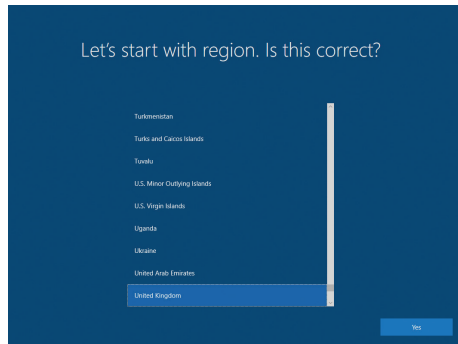 Let's start with region. Is this correct?
Turkmenistan
Turks and Caicos Islands
Tuvalu
U.S. Minor Outlying Islands
U.S. Virgin Islands
Uganda
Ukraine
United Arab Emirates
United Kingdom
Yes